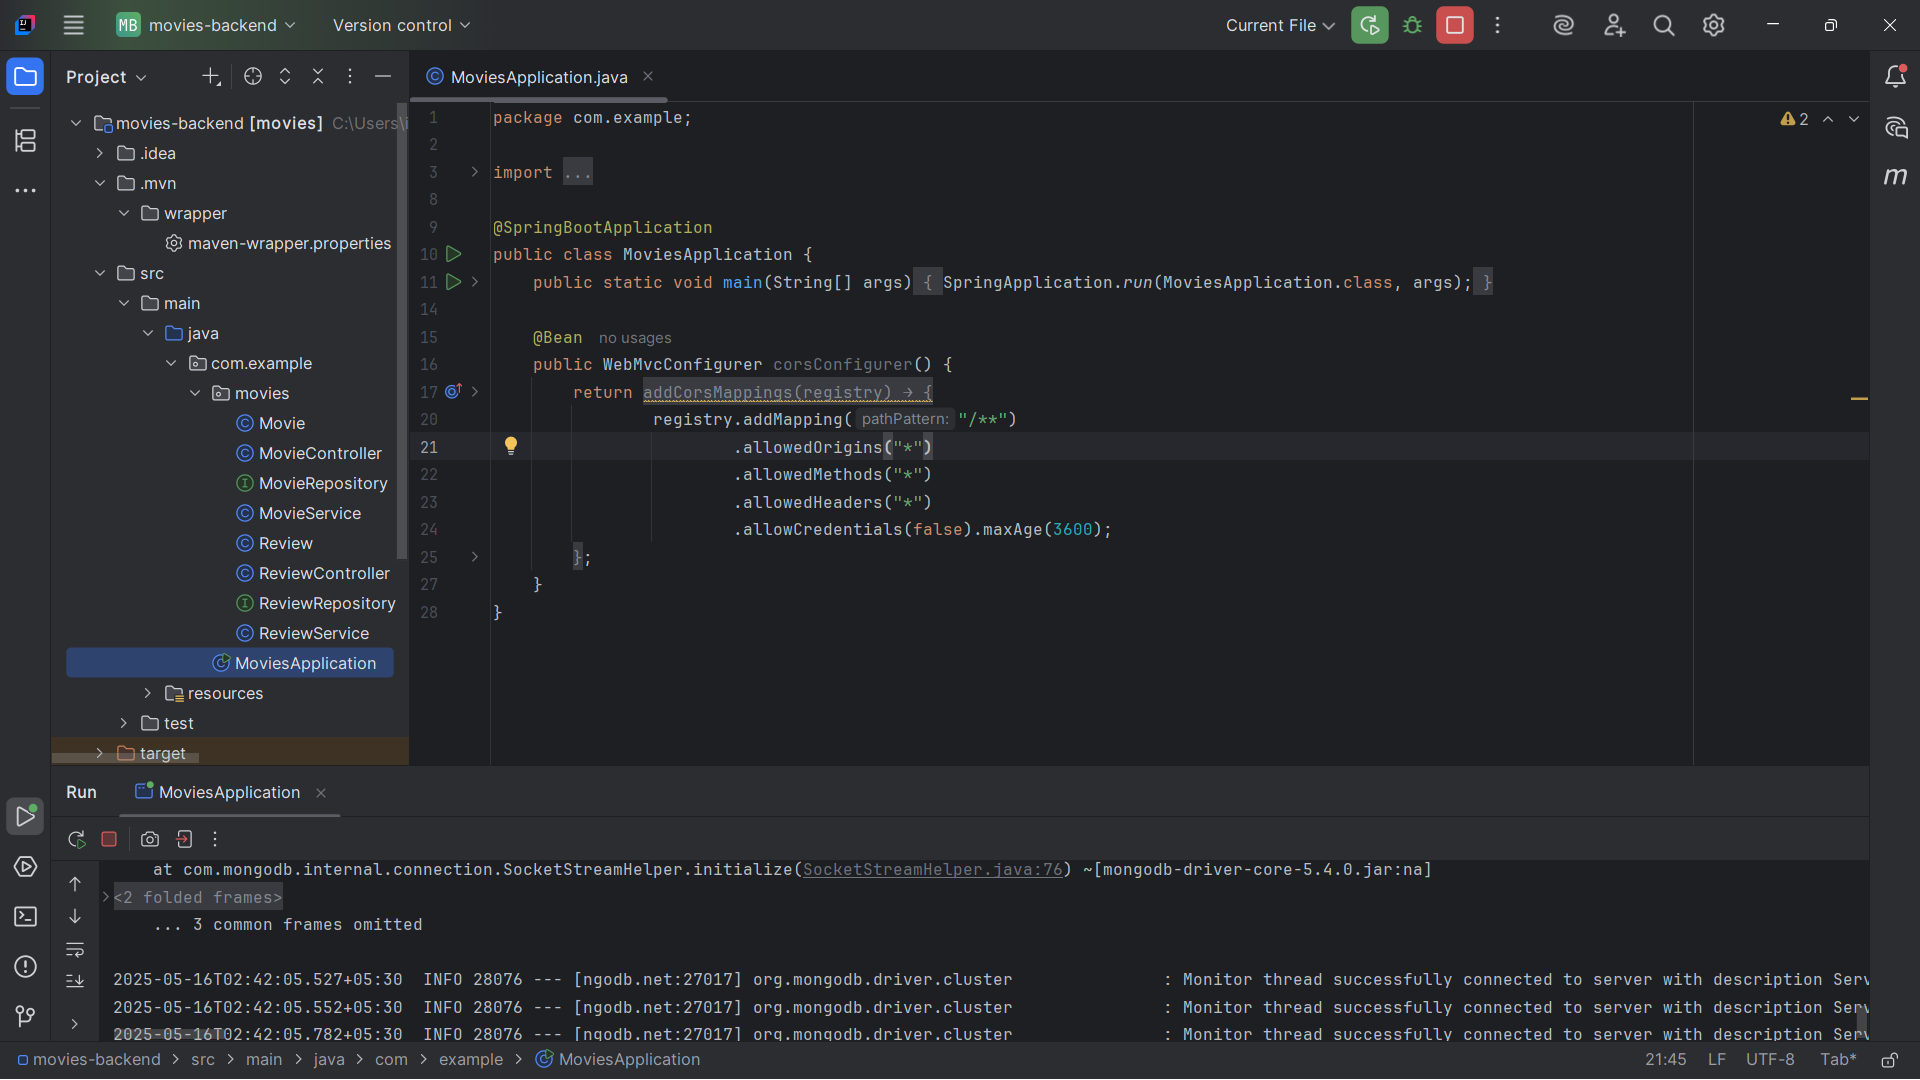 MB movies-backend Version control Current File
Project
MoviesApplication.java
movies-backend [movies] C:\Users\i
.idea
.mvn
wrapper
maven-wrapper.properties
src
main
java
com.example
movies
Movie
MovieController
MovieRepository
MovieService
Review
ReviewController
ReviewRepository
ReviewService
MoviesApplication
resources
test
target
1 package com.example;
2
3 import ...
8
9 @SpringBootApplication
10 public class MoviesApplication {
11 public static void main(String[] args) { SpringApplication.run(MoviesApplication.class, args); }
14
15 @Bean no usages
16 public WebMvcConfigurer corsConfigurer() {
17 return addCorsMappings(registry) → {
20 registry.addMapping( pathPattern: "/**")
21 .allowedOrigins("*")
22 .allowedMethods("*")
23 .allowedHeaders("*")
24 .allowCredentials(false).maxAge(3600);
25 };
27 }
28 }
2
m
Run MoviesApplication
at com.mongodb.internal.connection.SocketStreamHelper.initialize(SocketStreamHelper.java:76) ~[mongodb-driver-core-5.4.0.jar:na]
<2 folded frames>
... 3 common frames omitted
2025-05-16T02:42:05.527+05:30 INFO 28076 --- [ngodb.net:27017] org.mongodb.driver.cluster : Monitor thread successfully connected to server with description Serv
2025-05-16T02:42:05.552+05:30 INFO 28076 --- [ngodb.net:27017] org.mongodb.driver.cluster : Monitor thread successfully connected to server with description Serv
2025-05-16T02:42:05.782+05:30 INFO 28076 --- [ngodb.net:27017] org.mongodb.driver.cluster : Monitor thread successfully connected to server with description Serv
movies-backend > src > main > java > com > example > MoviesApplication 21:45 LF UTF-8 Tab*